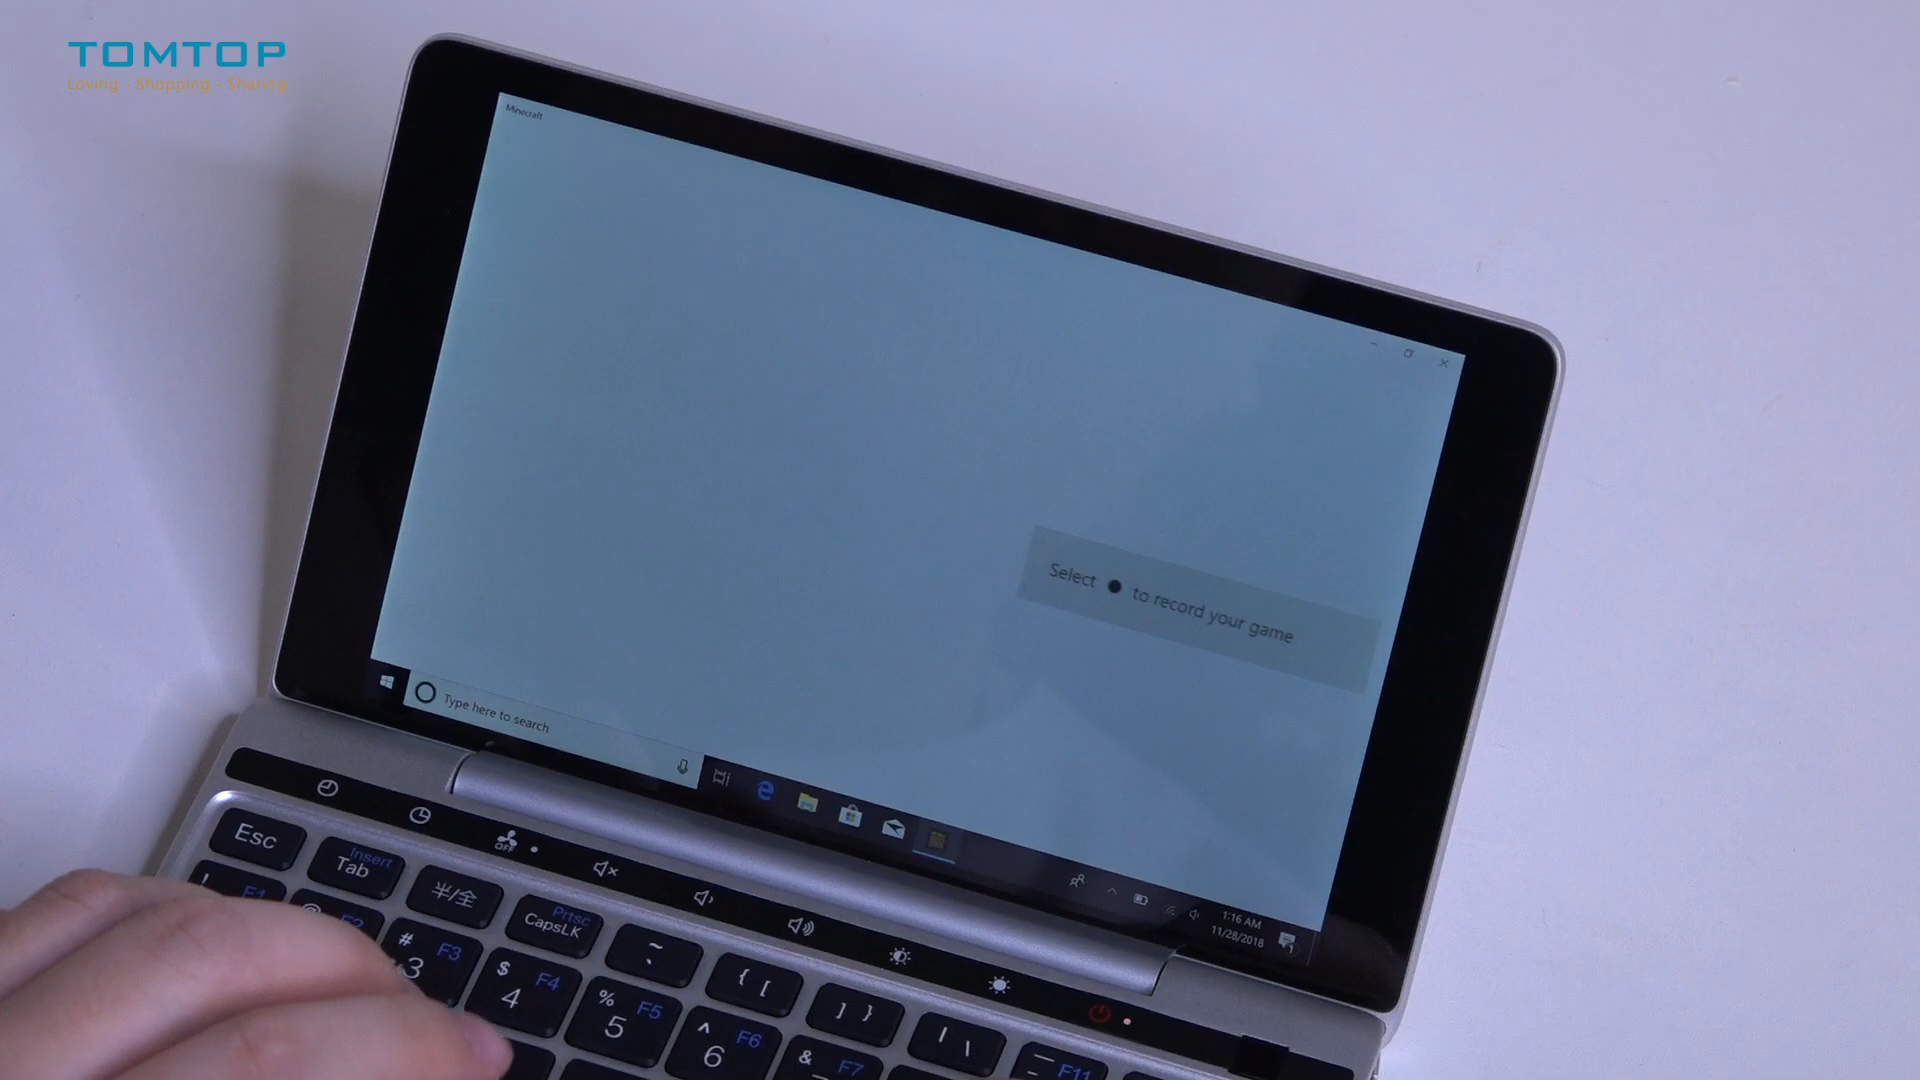 TOMTOP
Loving - Shopping - Sharing
Minecraft
Select ● to record your game
Type here to search
1:16 AM
11/28/2018
OFF
Esc
Insert
Tab
半/全
Prtsc
CapsLK
~
{ [
] }
| \
F1
F2
# F3
3
$ F4
4
% F5
5
^ F6
6
& F7
F11